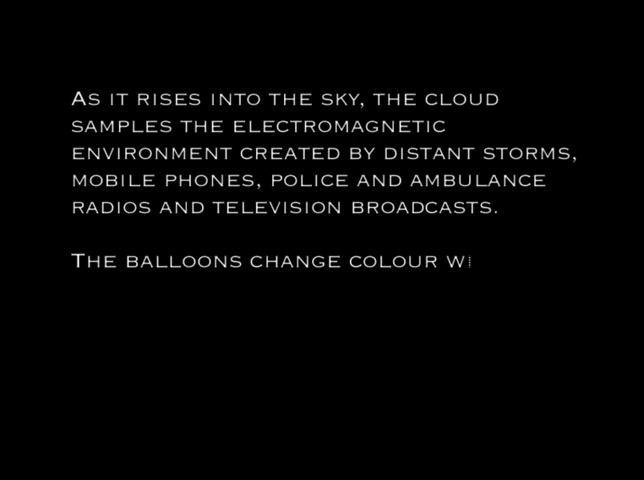 As it rises into the sky, the cloud
samples the electromagnetic
environment created by distant storms,
mobile phones, police and ambulance
radios and television broadcasts.
The balloons change colour w